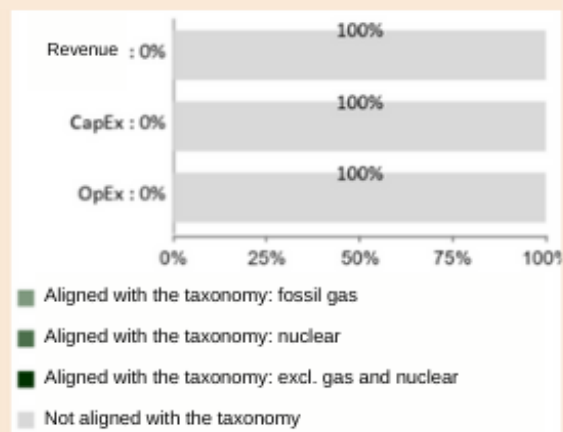 100%
Revenue : 0%
100%
CapEx : 0%
100%
OpEx : 0%
0% 25% 50% 75% 100%
Aligned with the taxonomy: fossil gas
Aligned with the taxonomy: nuclear
Aligned with the taxonomy: excl. gas and nuclear
Not aligned with the taxonomy